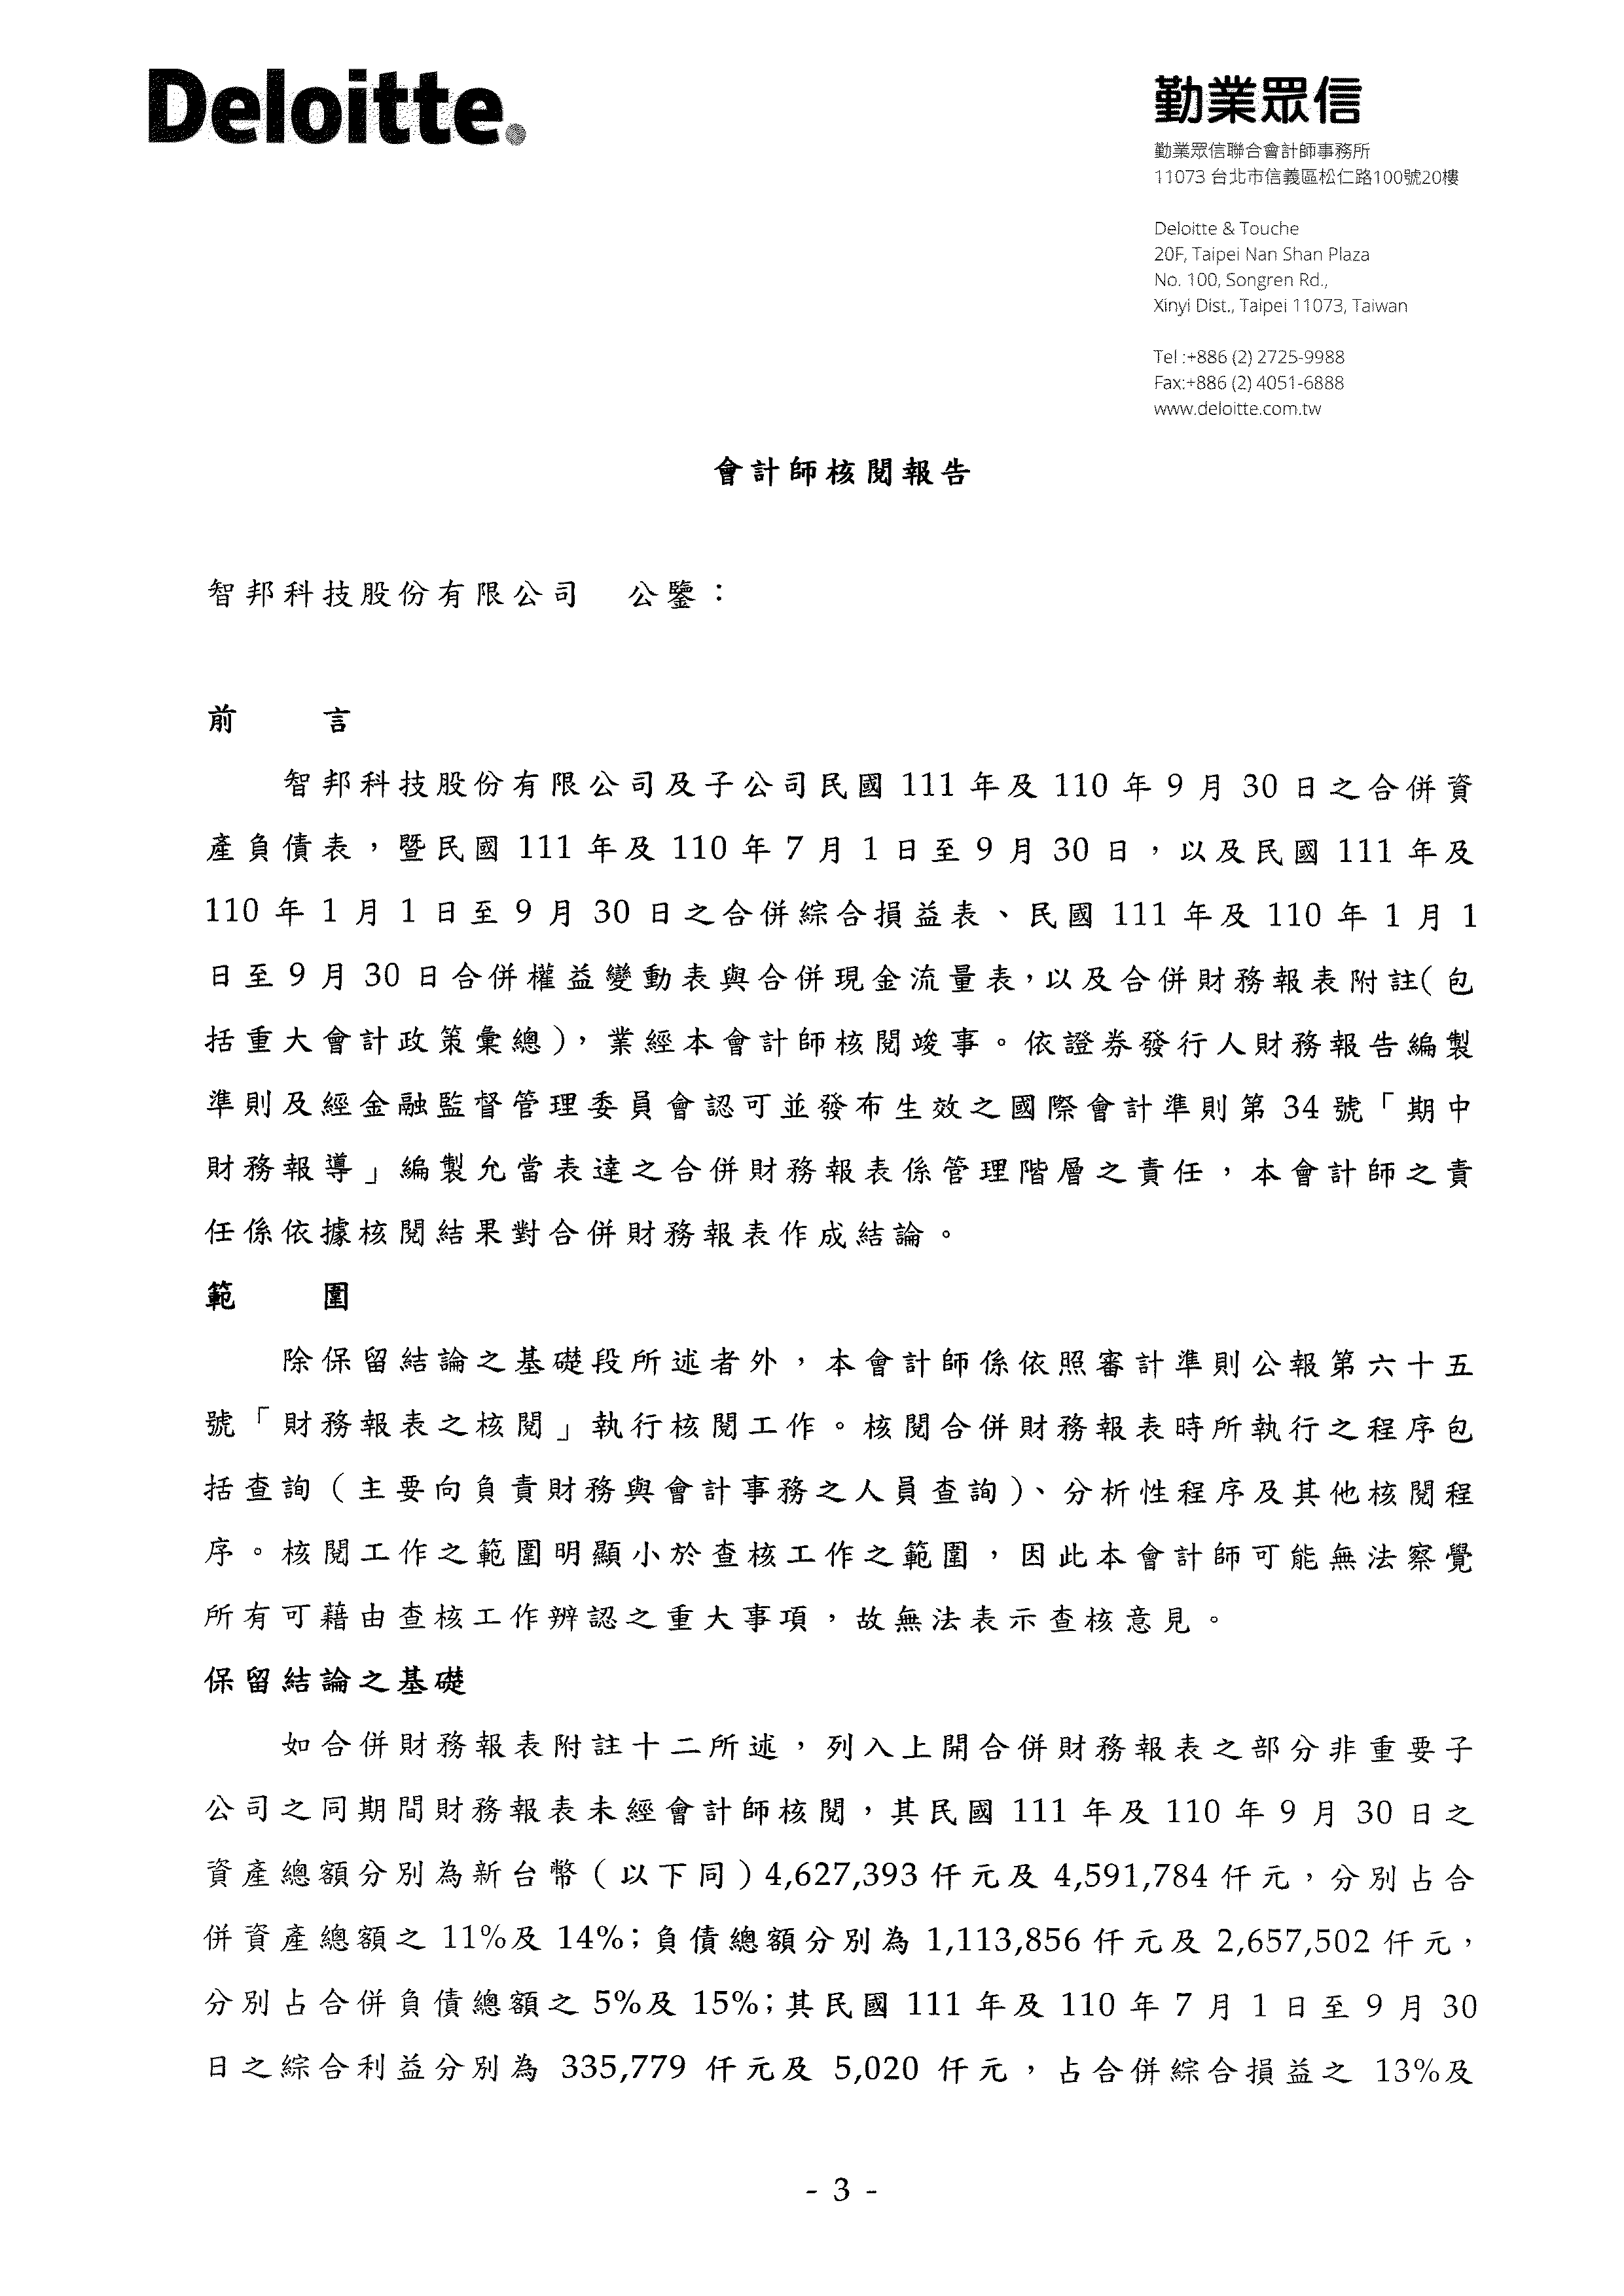 Deloitte.
勤業眾信
勤業眾信聯合會計師事務所
11073 台北市信義區松仁路100號20樓
Deloitte & Touche
20F, Taipei Nan Shan Plaza
No. 100, Songren Rd.,
Xinyi Dist., Taipei 11073, Taiwan
Tel :+886 (2) 2725-9988
Fax:+886 (2) 4051-6888
www.deloitte.com.tw
會計師核閱報告
智邦科技股份有限公司 公鑒：
前 言
智邦科技股份有限公司及子公司民國 111 年及 110 年 9 月 30 日之合併資
產負債表，暨民國 111 年及 110 年 7 月 1 日至 9 月 30 日，以及民國 111 年及
110 年 1 月 1 日至 9 月 30 日之合併綜合損益表、民國 111 年及 110 年 1 月 1
日至 9 月 30 日合併權益變動表與合併現金流量表，以及合併財務報表附註（包
括重大會計政策彙總），業經本會計師核閱竣事。依證券發行人財務報告編製
準則及經金融監督管理委員會認可並發布生效之國際會計準則第 34 號「期中
財務報導」編製允當表達之合併財務報表係管理階層之責任，本會計師之責
任係依據核閱結果對合併財務報表作成結論。
範 圍
除保留結論之基礎段所述者外，本會計師係依照審計準則公報第六十五
號「財務報表之核閱」執行核閱工作。核閱合併財務報表時所執行之程序包
括查詢（主要向負責財務與會計事務之人員查詢）、分析性程序及其他核閱程
序。核閱工作之範圍明顯小於查核工作之範圍，因此本會計師可能無法察覺
所有可藉由查核工作辨認之重大事項，故無法表示查核意見。
保留結論之基礎
如合併財務報表附註十二所述，列入上開合併財務報表之部分非重要子
公司之同期間財務報表未經會計師核閱，其民國 111 年及 110 年 9 月 30 日之
資產總額分別為新台幣（以下同）4,627,393 仟元及 4,591,784 仟元，分別占合
併資產總額之 11%及 14%；負債總額分別為 1,113,856 仟元及 2,657,502 仟元，
分別占合併負債總額之 5%及 15%；其民國 111 年及 110 年 7 月 1 日至 9 月 30
日之綜合利益分別為 335,779 仟元及 5,020 仟元，占合併綜合損益之 13%及
- 3 -